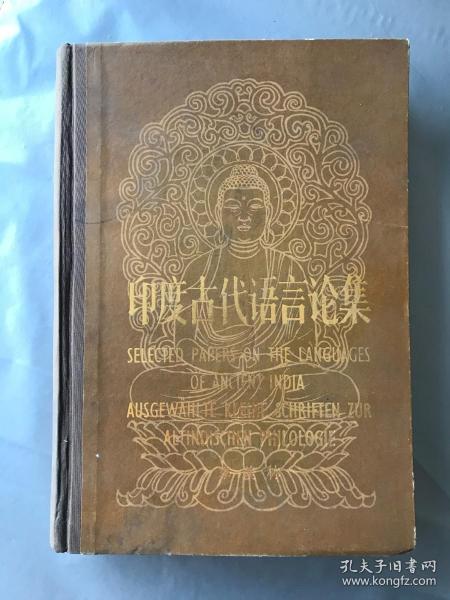 印度古代语言论集
SELECTED PAPERS ON THE LANGUAGES
OF ANCIENT INDIA
AUSGEWÄHLTE KLEINE SCHRIFTEN ZUR
ALTINDISCHEN PHILOLOGIE
孔夫子旧书网
www.kongfz.com